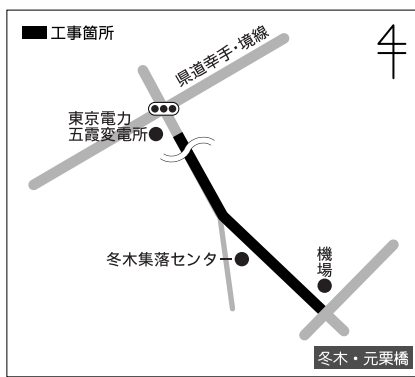 工事箇所
県道幸手・境線
東京電力
五霞変電所
冬木集落センター
機場
冬木・元栗橋